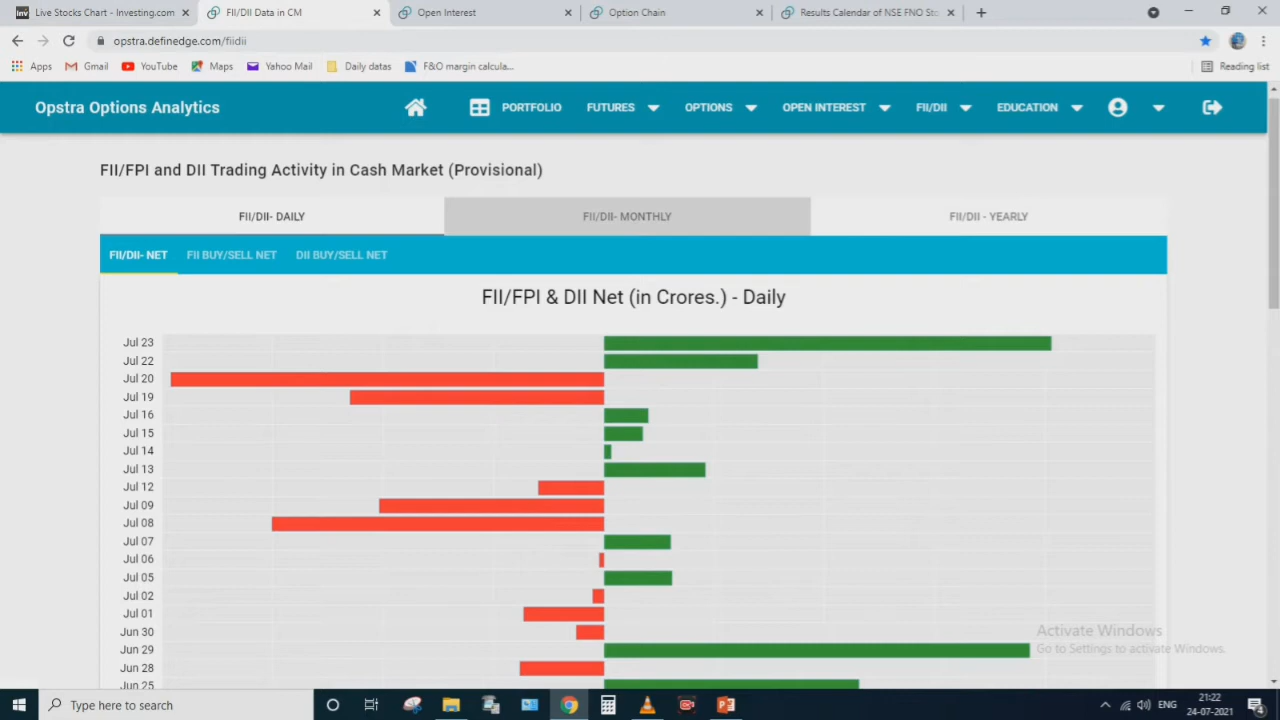 Live Stocks Chart - Investing.com
FII/DII Data in CM
Open Interest
Option Chain
Results Calendar of NSE FNO Sto
opstra.definedge.com/fiidii
Apps
Gmail
YouTube
Maps
Yahoo Mail
Daily datas
F&O margin calcula...
Reading list
Opstra Options Analytics
PORTFOLIO
FUTURES
OPTIONS
OPEN INTEREST
FII/DII
EDUCATION
FII/FPI and DII Trading Activity in Cash Market (Provisional)
FII/DII- DAILY
FII/DII- MONTHLY
FII/DII - YEARLY
FII/DII- NET
FII BUY/SELL NET
DII BUY/SELL NET
FII/FPI & DII Net (in Crores.) - Daily
Jul 23
Jul 22
Jul 20
Jul 19
Jul 16
Jul 15
Jul 14
Jul 13
Jul 12
Jul 09
Jul 08
Jul 07
Jul 06
Jul 05
Jul 02
Jul 01
Jun 30
Jun 29
Jun 28
Jun 25
Activate Windows
Go to Settings to activate Windows.
Type here to search
ENG
21:22
24-07-2021